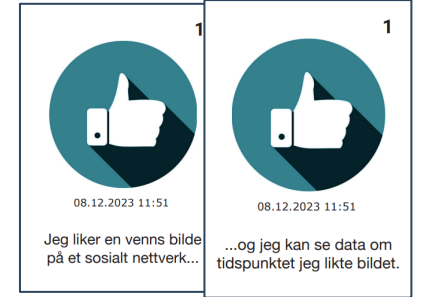 1
08.12.2023 11:51
Jeg liker en venns bilde
på et sosialt nettverk...
1
08.12.2023 11:51
...og jeg kan se data om
tidspunktet jeg likte bildet.